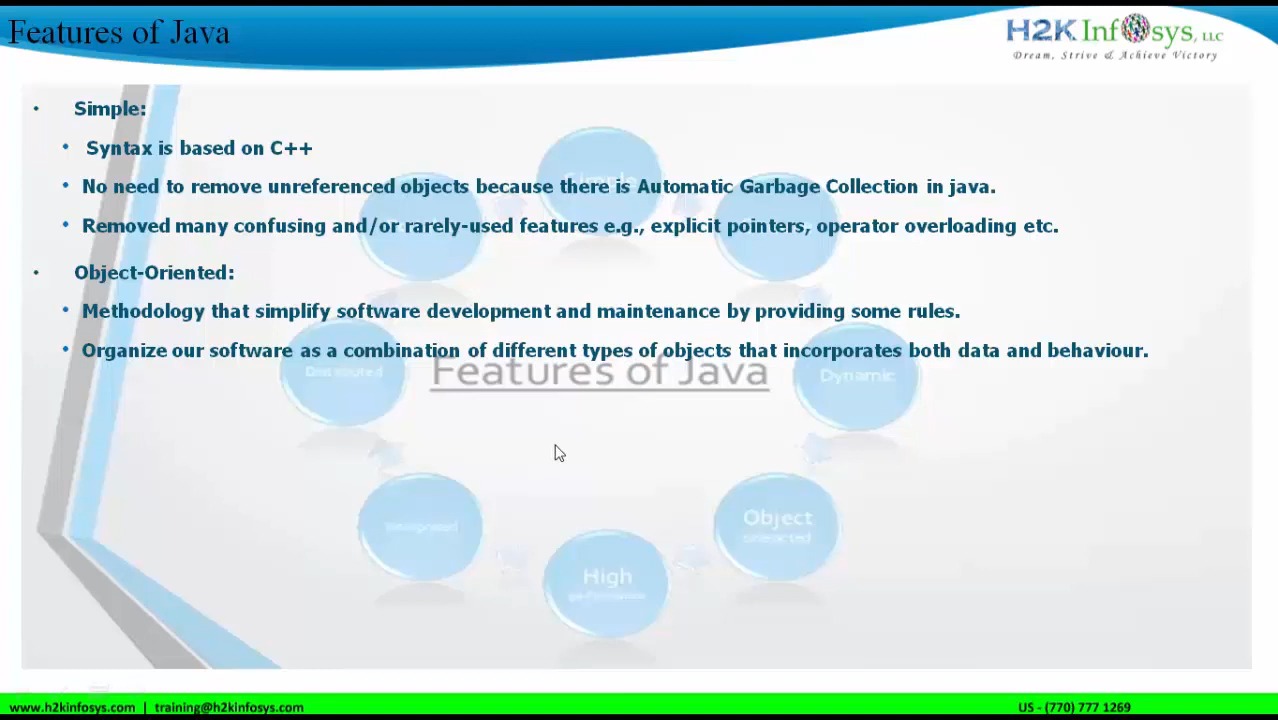 Features of Java
H2K Infosys, LLC
Dream, Strive & Achieve Victory
• Simple:
• Syntax is based on C++
• No need to remove unreferenced objects because there is Automatic Garbage Collection in java.
• Removed many confusing and/or rarely-used features e.g., explicit pointers, operator overloading etc.
• Object-Oriented:
• Methodology that simplify software development and maintenance by providing some rules.
• Organize our software as a combination of different types of objects that incorporates both data and behaviour.
Simple
Distributed
Features of Java
Dynamic
Object
High
www.h2kinfosys.com | training@h2kinfosys.com
US - (770) 777 1269